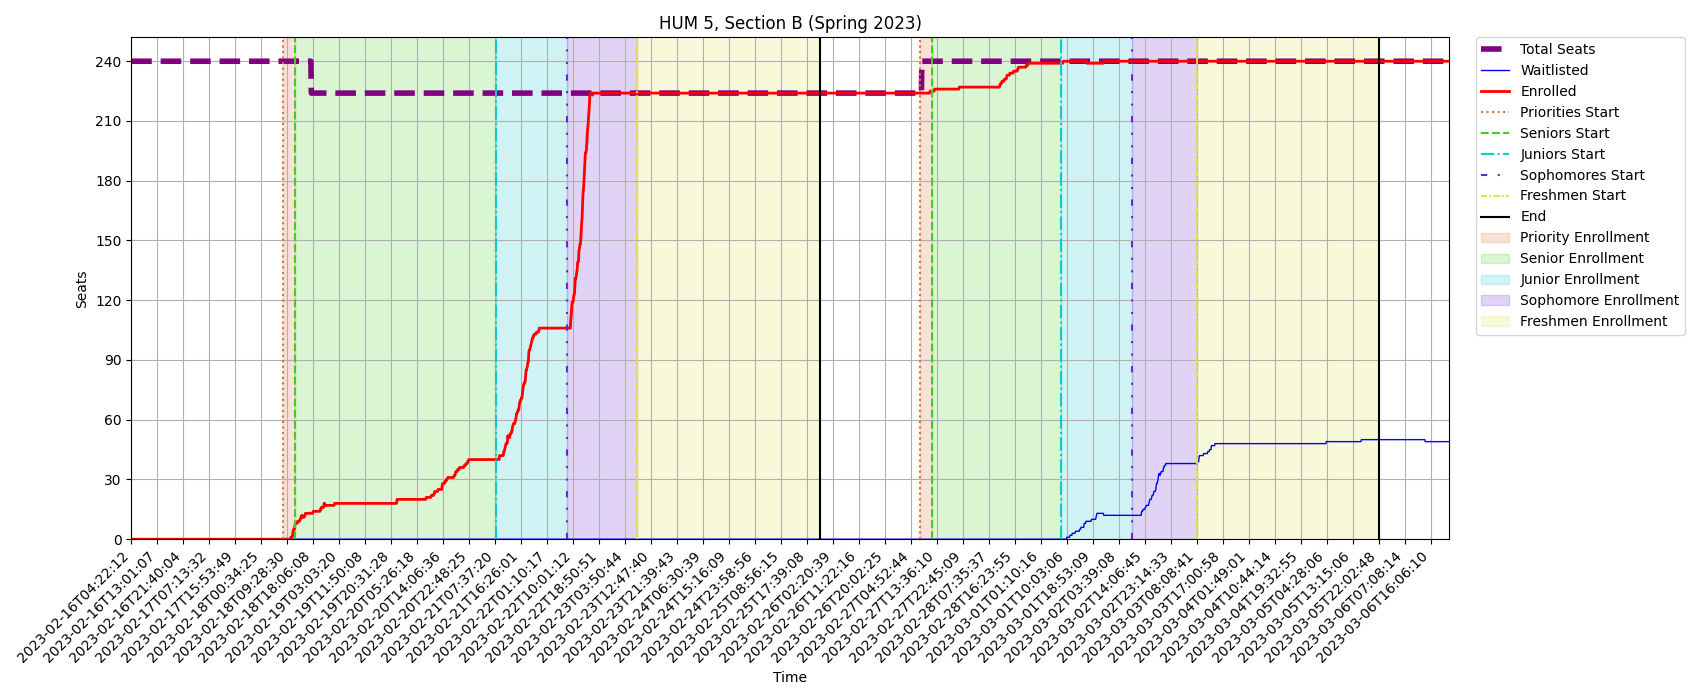 HUM 5, Section B (Spring 2023)
Seats
240
210
180
150
120
90
60
30
0
2023-02-16T04:22:12
2023-02-16T13:01:07
2023-02-16T21:40:04
2023-02-17T07:13:32
2023-02-17T15:53:49
2023-02-18T00:34:25
2023-02-18T09:28:30
2023-02-18T18:06:08
2023-02-19T03:03:20
2023-02-19T11:50:08
2023-02-19T20:31:28
2023-02-20T05:26:18
2023-02-20T14:06:36
2023-02-20T22:48:25
2023-02-21T07:37:20
2023-02-21T16:26:01
2023-02-22T01:10:17
2023-02-22T10:01:12
2023-02-22T18:50:51
2023-02-23T03:50:44
2023-02-23T12:47:40
2023-02-23T21:39:43
2023-02-24T06:30:39
2023-02-24T15:16:09
2023-02-24T23:58:56
2023-02-25T08:56:15
2023-02-25T17:39:08
2023-02-26T02:20:39
2023-02-26T11:22:16
2023-02-26T20:02:25
2023-02-27T04:52:44
2023-02-27T13:36:10
2023-02-27T22:45:09
2023-02-28T07:35:37
2023-02-28T16:23:55
2023-03-01T01:10:16
2023-03-01T10:03:06
2023-03-01T18:53:09
2023-03-02T03:39:08
2023-03-02T14:06:45
2023-03-02T23:14:33
2023-03-03T08:08:41
2023-03-03T17:00:58
2023-03-04T01:49:01
2023-03-04T10:44:14
2023-03-04T19:32:55
2023-03-05T04:28:06
2023-03-05T13:15:06
2023-03-05T22:02:48
2023-03-06T07:08:14
2023-03-06T16:06:10
Time
Total Seats
Waitlisted
Enrolled
Priorities Start
Seniors Start
Juniors Start
Sophomores Start
Freshmen Start
End
Priority Enrollment
Senior Enrollment
Junior Enrollment
Sophomore Enrollment
Freshmen Enrollment